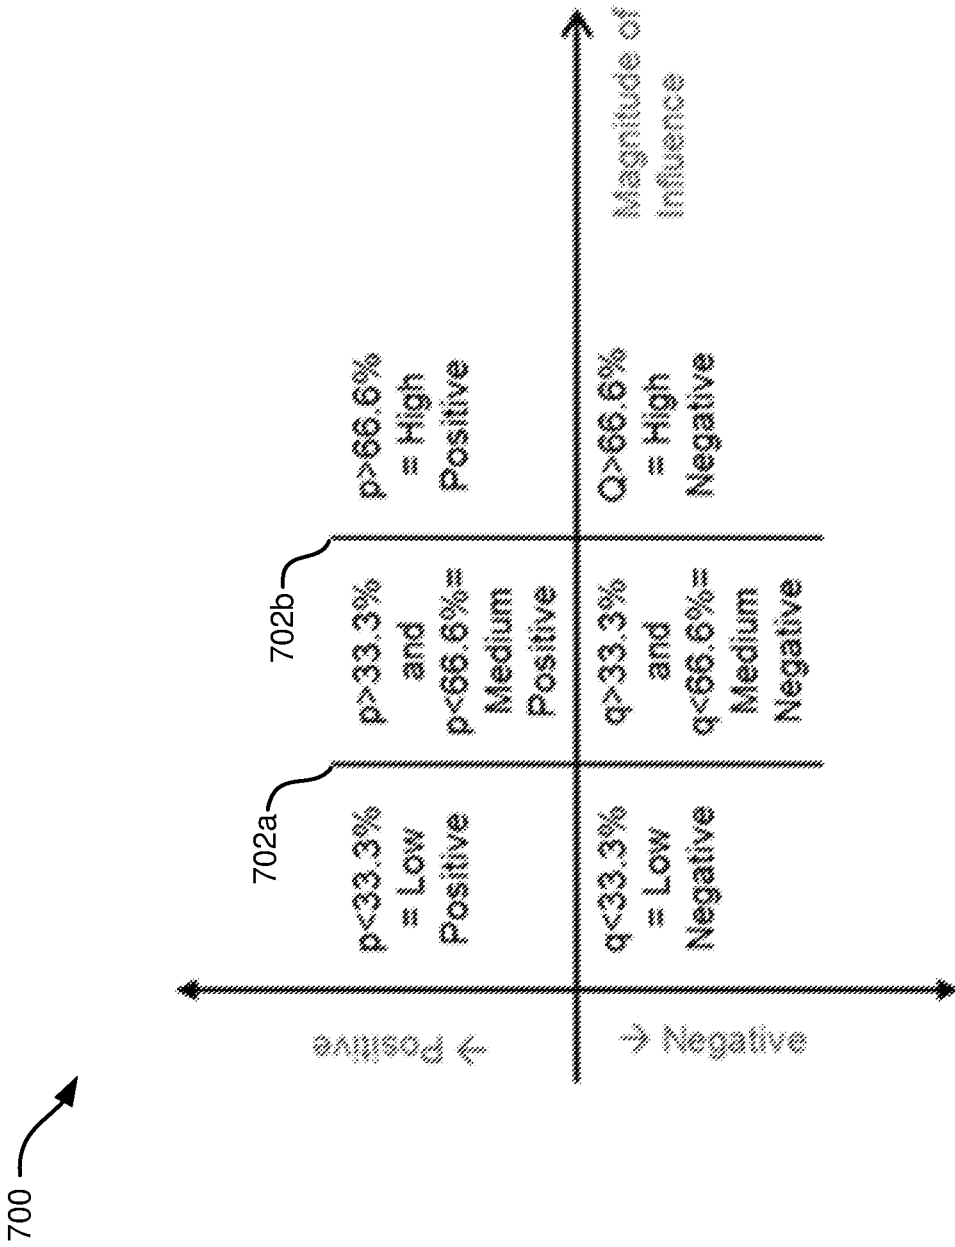 700
702a
702b
→ Positive
p<33.3%
= Low
Positive
p>33.3%
and
p<66.6%=
Medium
Positive
p>66.6%
= High
Positive
→ Negative
q<33.3%
= Low
Negative
q>33.3%
and
q<66.6%=
Medium
Negative
Q>66.6%
= High
Negative
Magnitude of
Influence